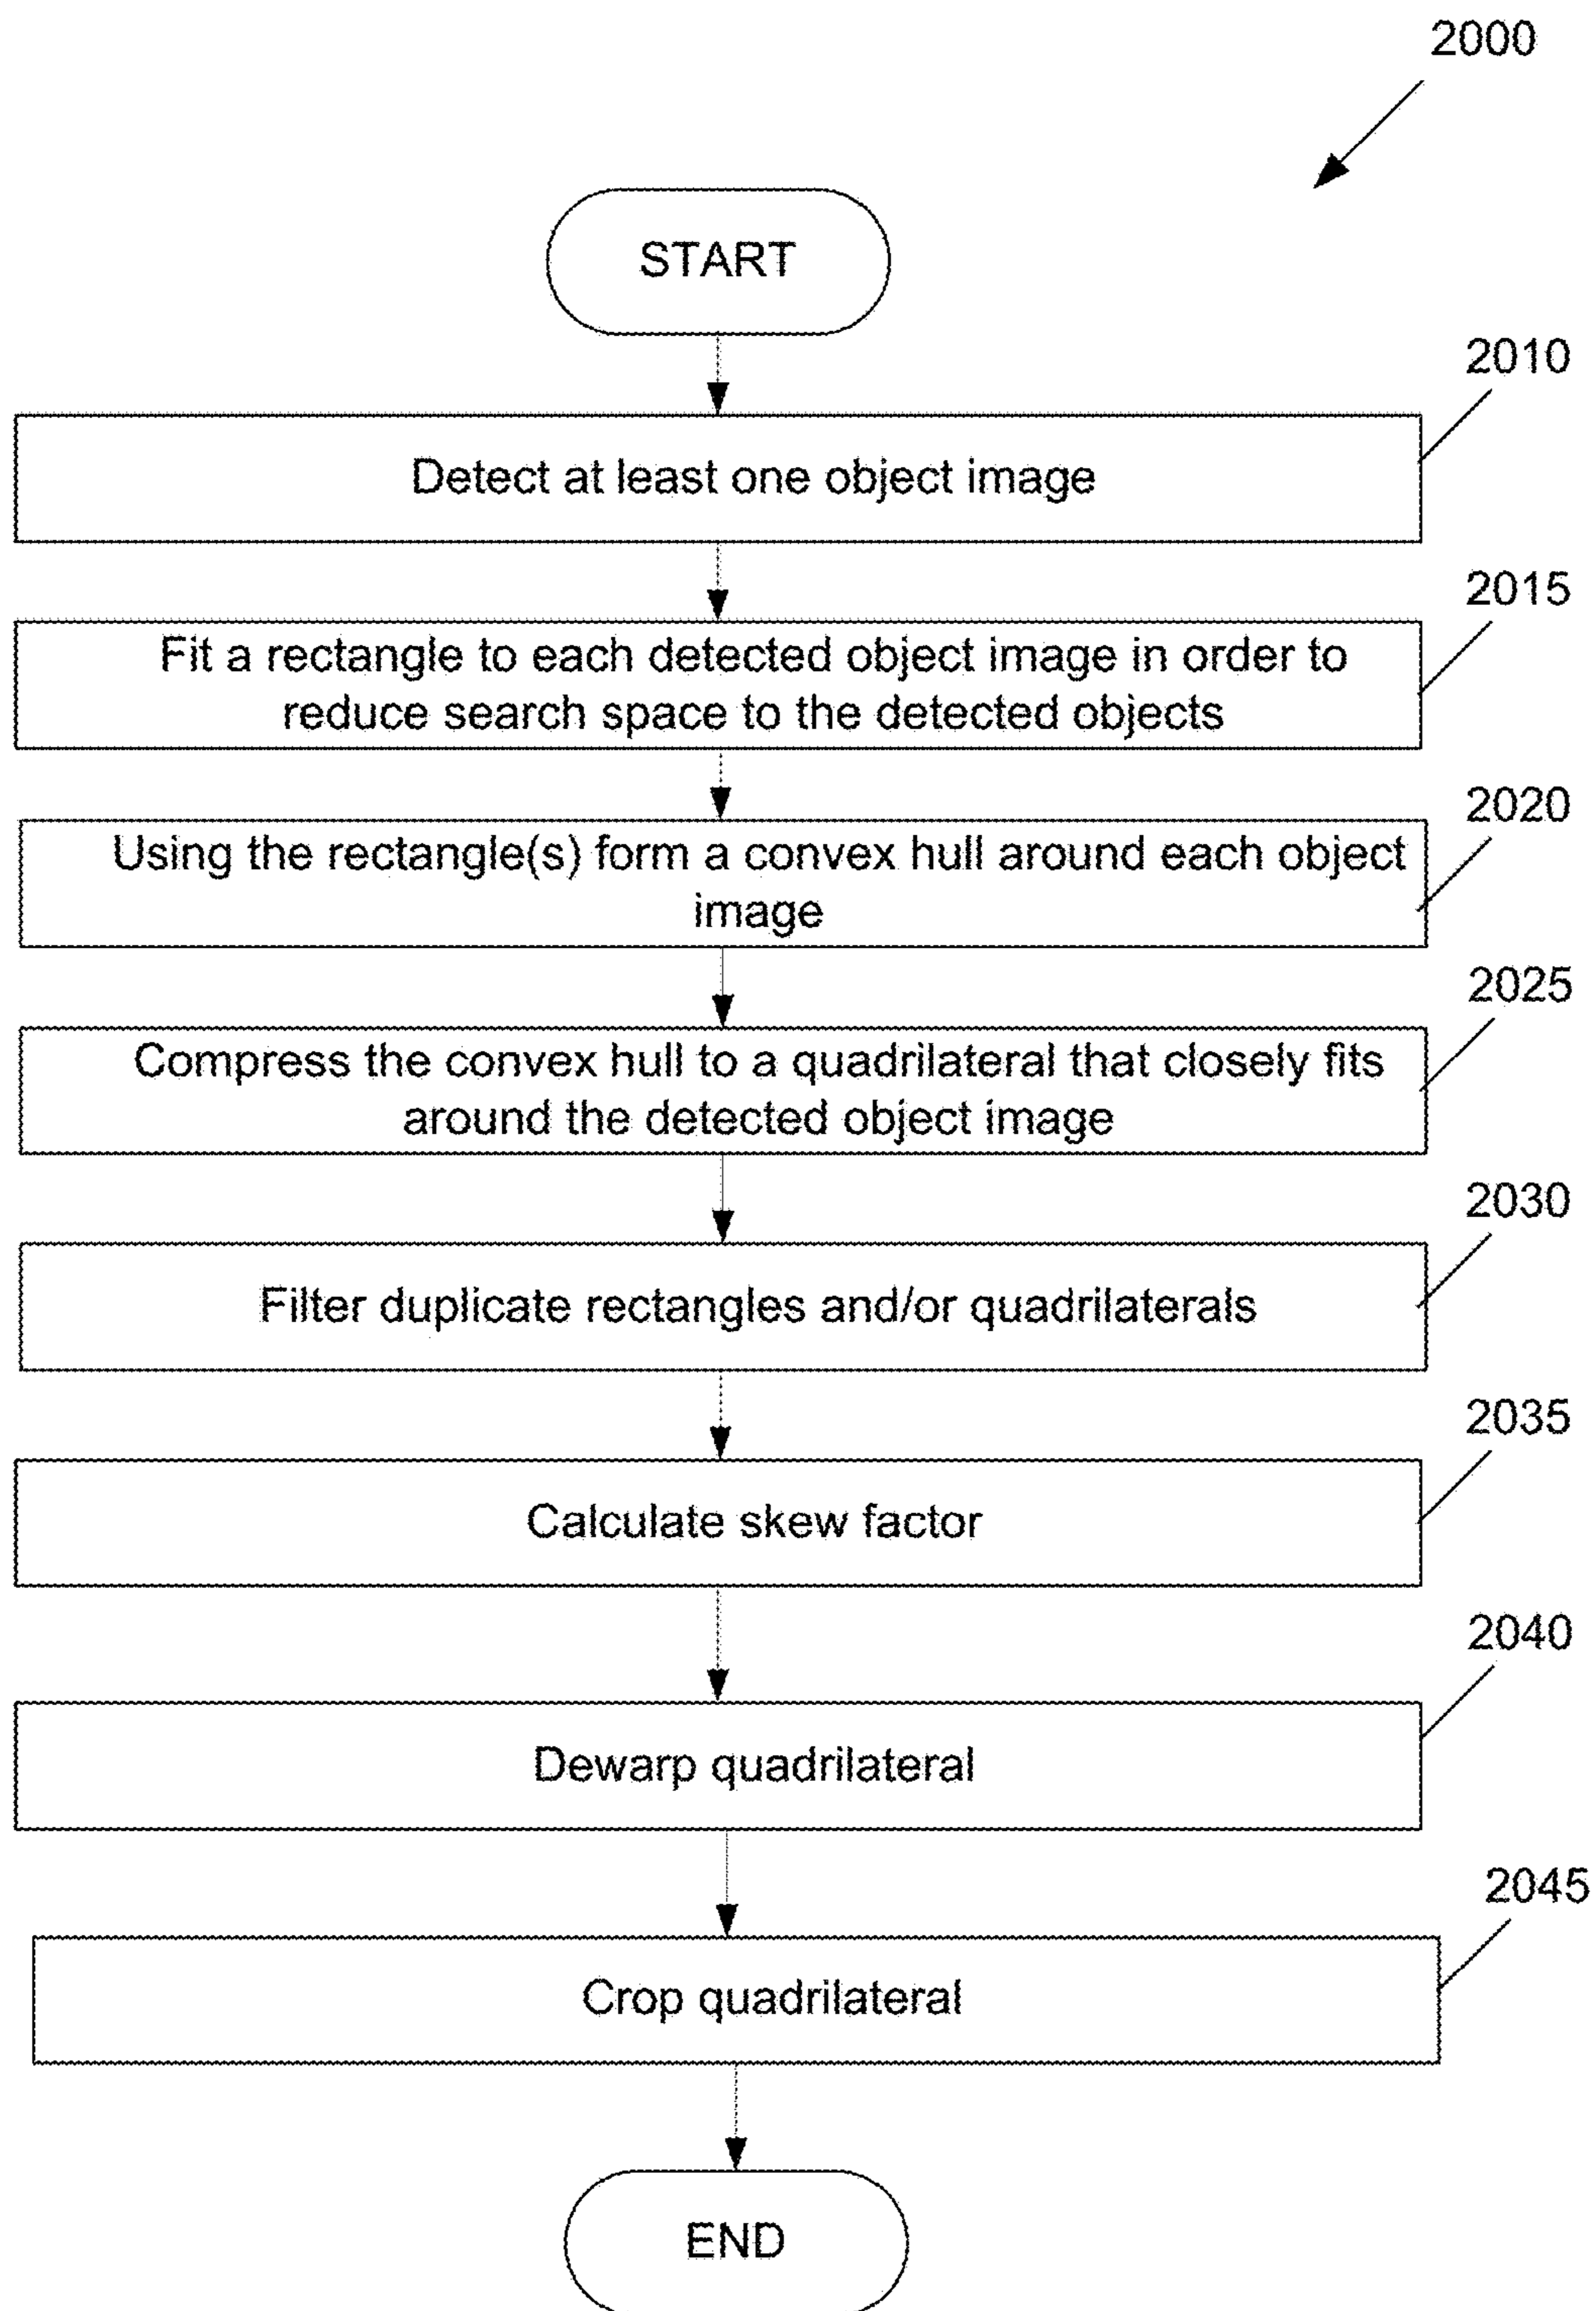 2000
START
2010
Detect at least one object image
2015
Fit a rectangle to each detected object image in order to
reduce search space to the detected objects
2020
Using the rectangle(s) form a convex hull around each object
image
2025
Compress the convex hull to a quadrilateral that closely fits
around the detected object image
2030
Filter duplicate rectangles and/or quadrilaterals
2035
Calculate skew factor
2040
Dewarp quadrilateral
2045
Crop quadrilateral
END